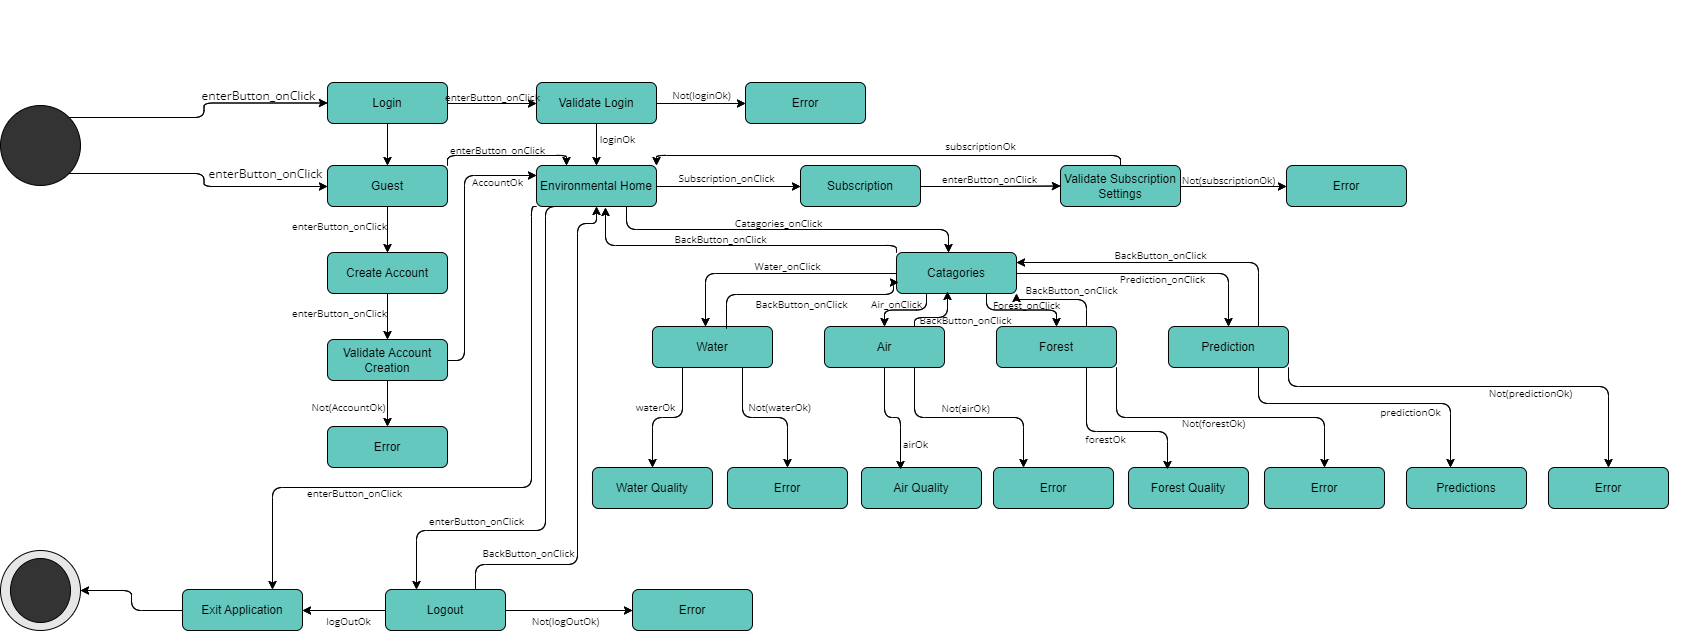 enterButton_onClick
Login
enterButton_onClick
Validate Login
Not(loginOk)
Error
loginOk
enterButton_onClick
Guest
enterButton_onClick
AccountOk
Environmental Home
Subscription_onClick
Subscription
enterButton_onClick
subscriptionOk
Validate Subscription
Settings
Not(subscriptionOk)
Error
enterButton_onClick
Catagories_onClick
BackButton_onClick
Create Account
Catagories
Water_onClick
BackButton_onClick
BackButton_onClick
Prediction_onClick
BackButton_onClick
Air_onClick
Forest_onClick
BackButton_onClick
enterButton_onClick
Validate Account
Creation
Water
Air
Forest
Prediction
Not(AccountOk)
waterOk
Not(waterOk)
Not(airOk)
airOk
forestOk
Not(forestOk)
predictionOk
Not(predictionOk)
Error
Water Quality
Error
Air Quality
Error
Forest Quality
Error
Predictions
Error
enterButton_onClick
enterButton_onClick
BackButton_onClick
Exit Application
logOutOk
Logout
Not(logOutOk)
Error